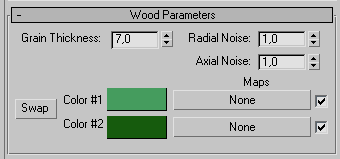 - Wood Parameters
Grain Thickness: 7,0 Radial Noise: 1,0
Axial Noise: 1,0
Maps
Swap Color #1 None
Color #2 None